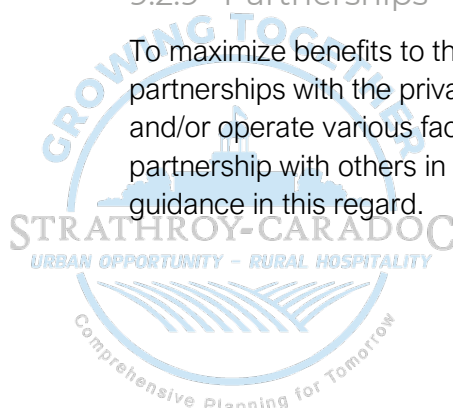 Partnerships
To maximize benefits to th
partnerships with the priva
and/or operate various fac
partnership with others in
guidance in this regard.
GROWING TOGETHER
STRATHROY-CARADOC
URBAN OPPORTUNITY – RURAL HOSPITALITY
Comprehensive Planning for Tomorrow